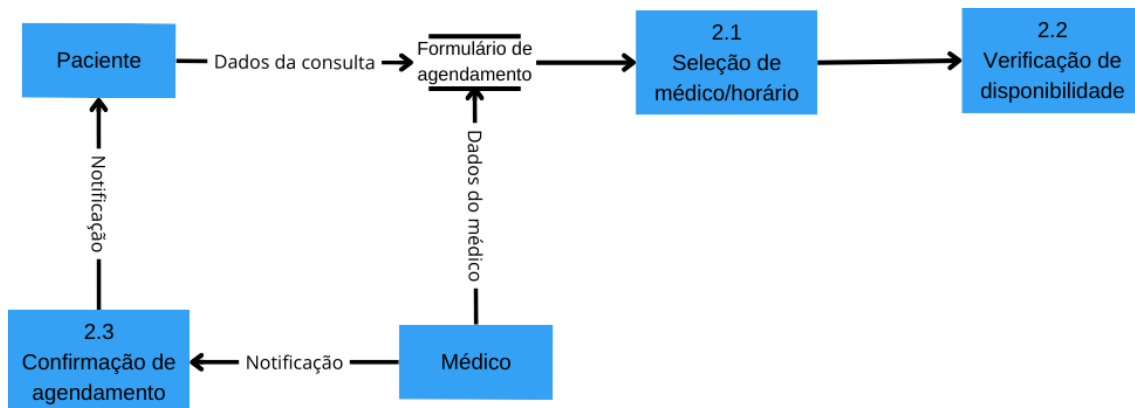 Paciente
Dados da consulta
Formulário de
agendamento
2.1
Seleção de
médico/horário
2.2
Verificação de
disponibilidade
Notificação
Dados do médico
2.3
Confirmação de
agendamento
Notificação
Médico